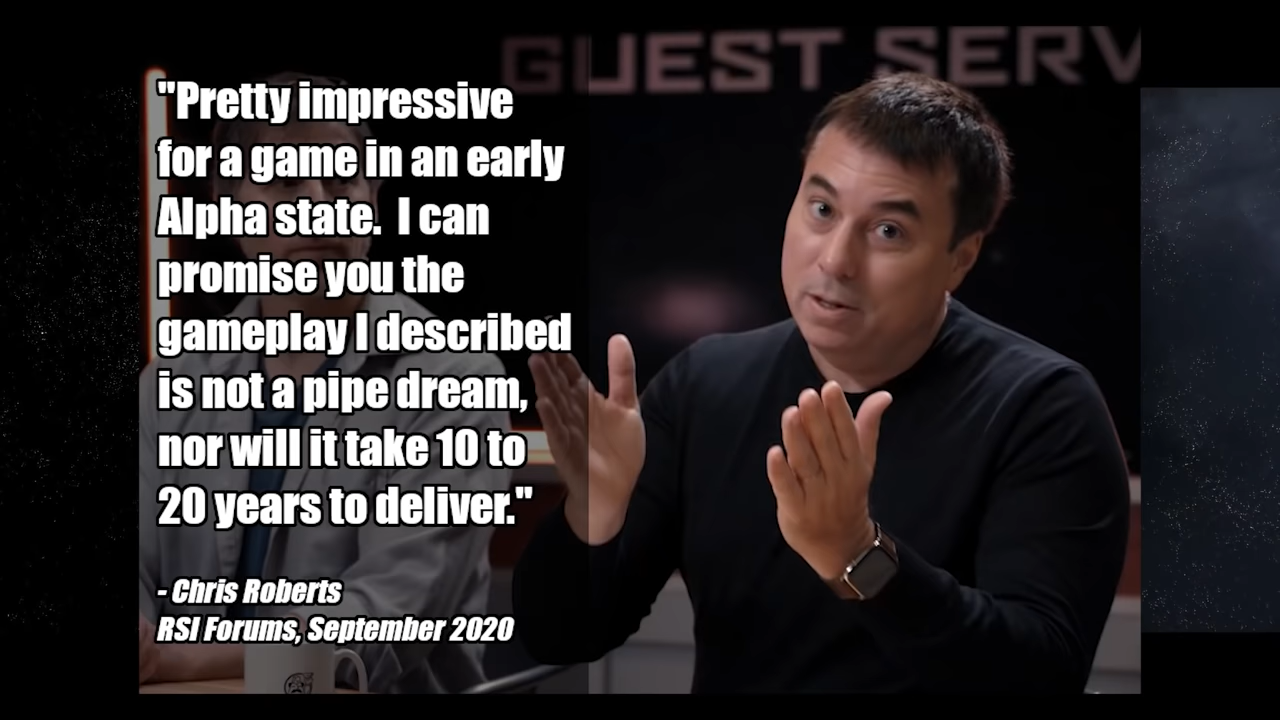 GUEST SERV
"Pretty impressive
for a game in an early
Alpha state.  I can
promise you the
gameplay I described
is not a pipe dream,
nor will it take 10 to
20 years to deliver."
- Chris Roberts
RSI Forums, September 2020